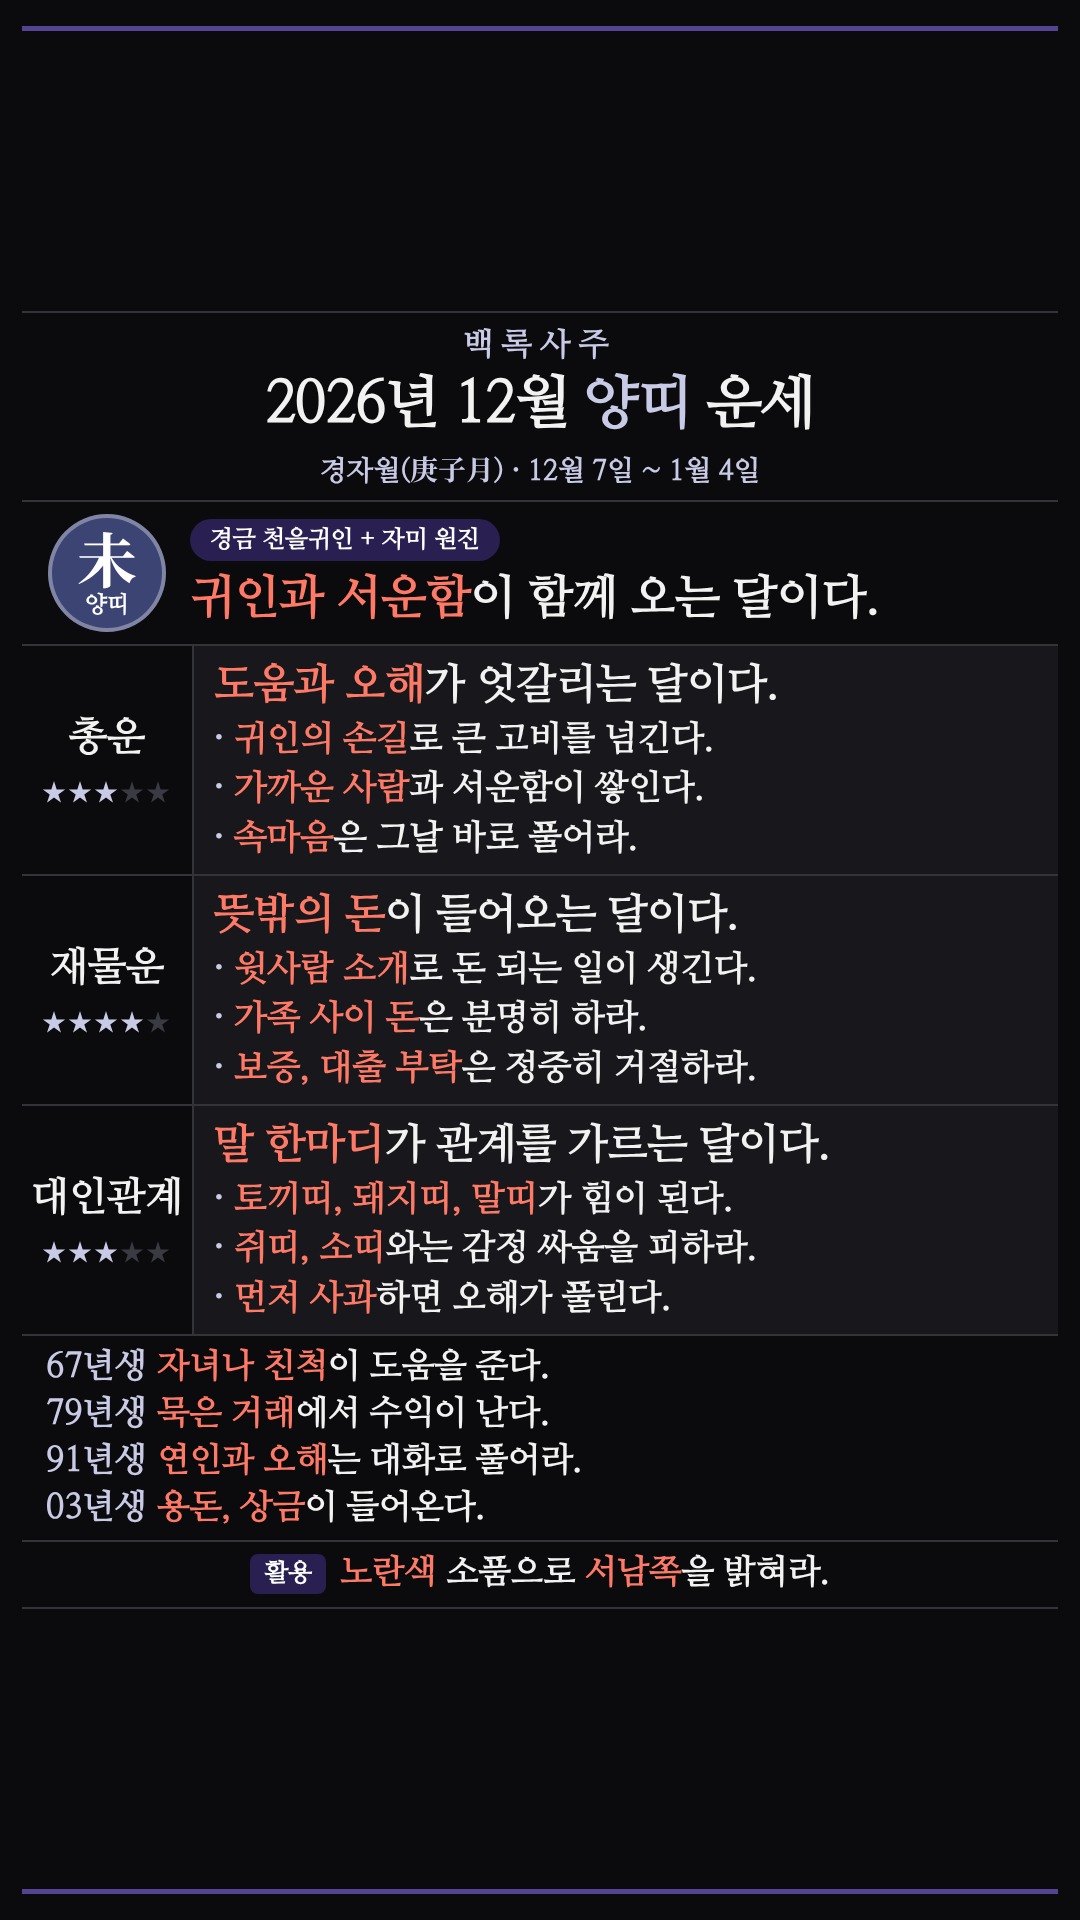 백록사주
2026년 12월 양띠 운세
경자월(庚子月) · 12월 7일 ~ 1월 4일
未
양띠
경금 천을귀인 + 자미 원진
귀인과 서운함이 함께 오는 달이다.
총운
★★★★★
도움과 오해가 엇갈리는 달이다.
· 귀인의 손길로 큰 고비를 넘긴다.
· 가까운 사람과 서운함이 쌓인다.
· 속마음은 그날 바로 풀어라.
재물운
★★★★★
뜻밖의 돈이 들어오는 달이다.
· 윗사람 소개로 돈 되는 일이 생긴다.
· 가족 사이 돈은 분명히 하라.
· 보증, 대출 부탁은 정중히 거절하라.
대인관계
★★★★★
말 한마디가 관계를 가르는 달이다.
· 토끼띠, 돼지띠, 말띠가 힘이 된다.
· 쥐띠, 소띠와는 감정 싸움을 피하라.
· 먼저 사과하면 오해가 풀린다.
67년생 자녀나 친척이 도움을 준다.
79년생 묵은 거래에서 수익이 난다.
91년생 연인과 오해는 대화로 풀어라.
03년생 용돈, 상금이 들어온다.
활용 노란색 소품으로 서남쪽을 밝혀라.